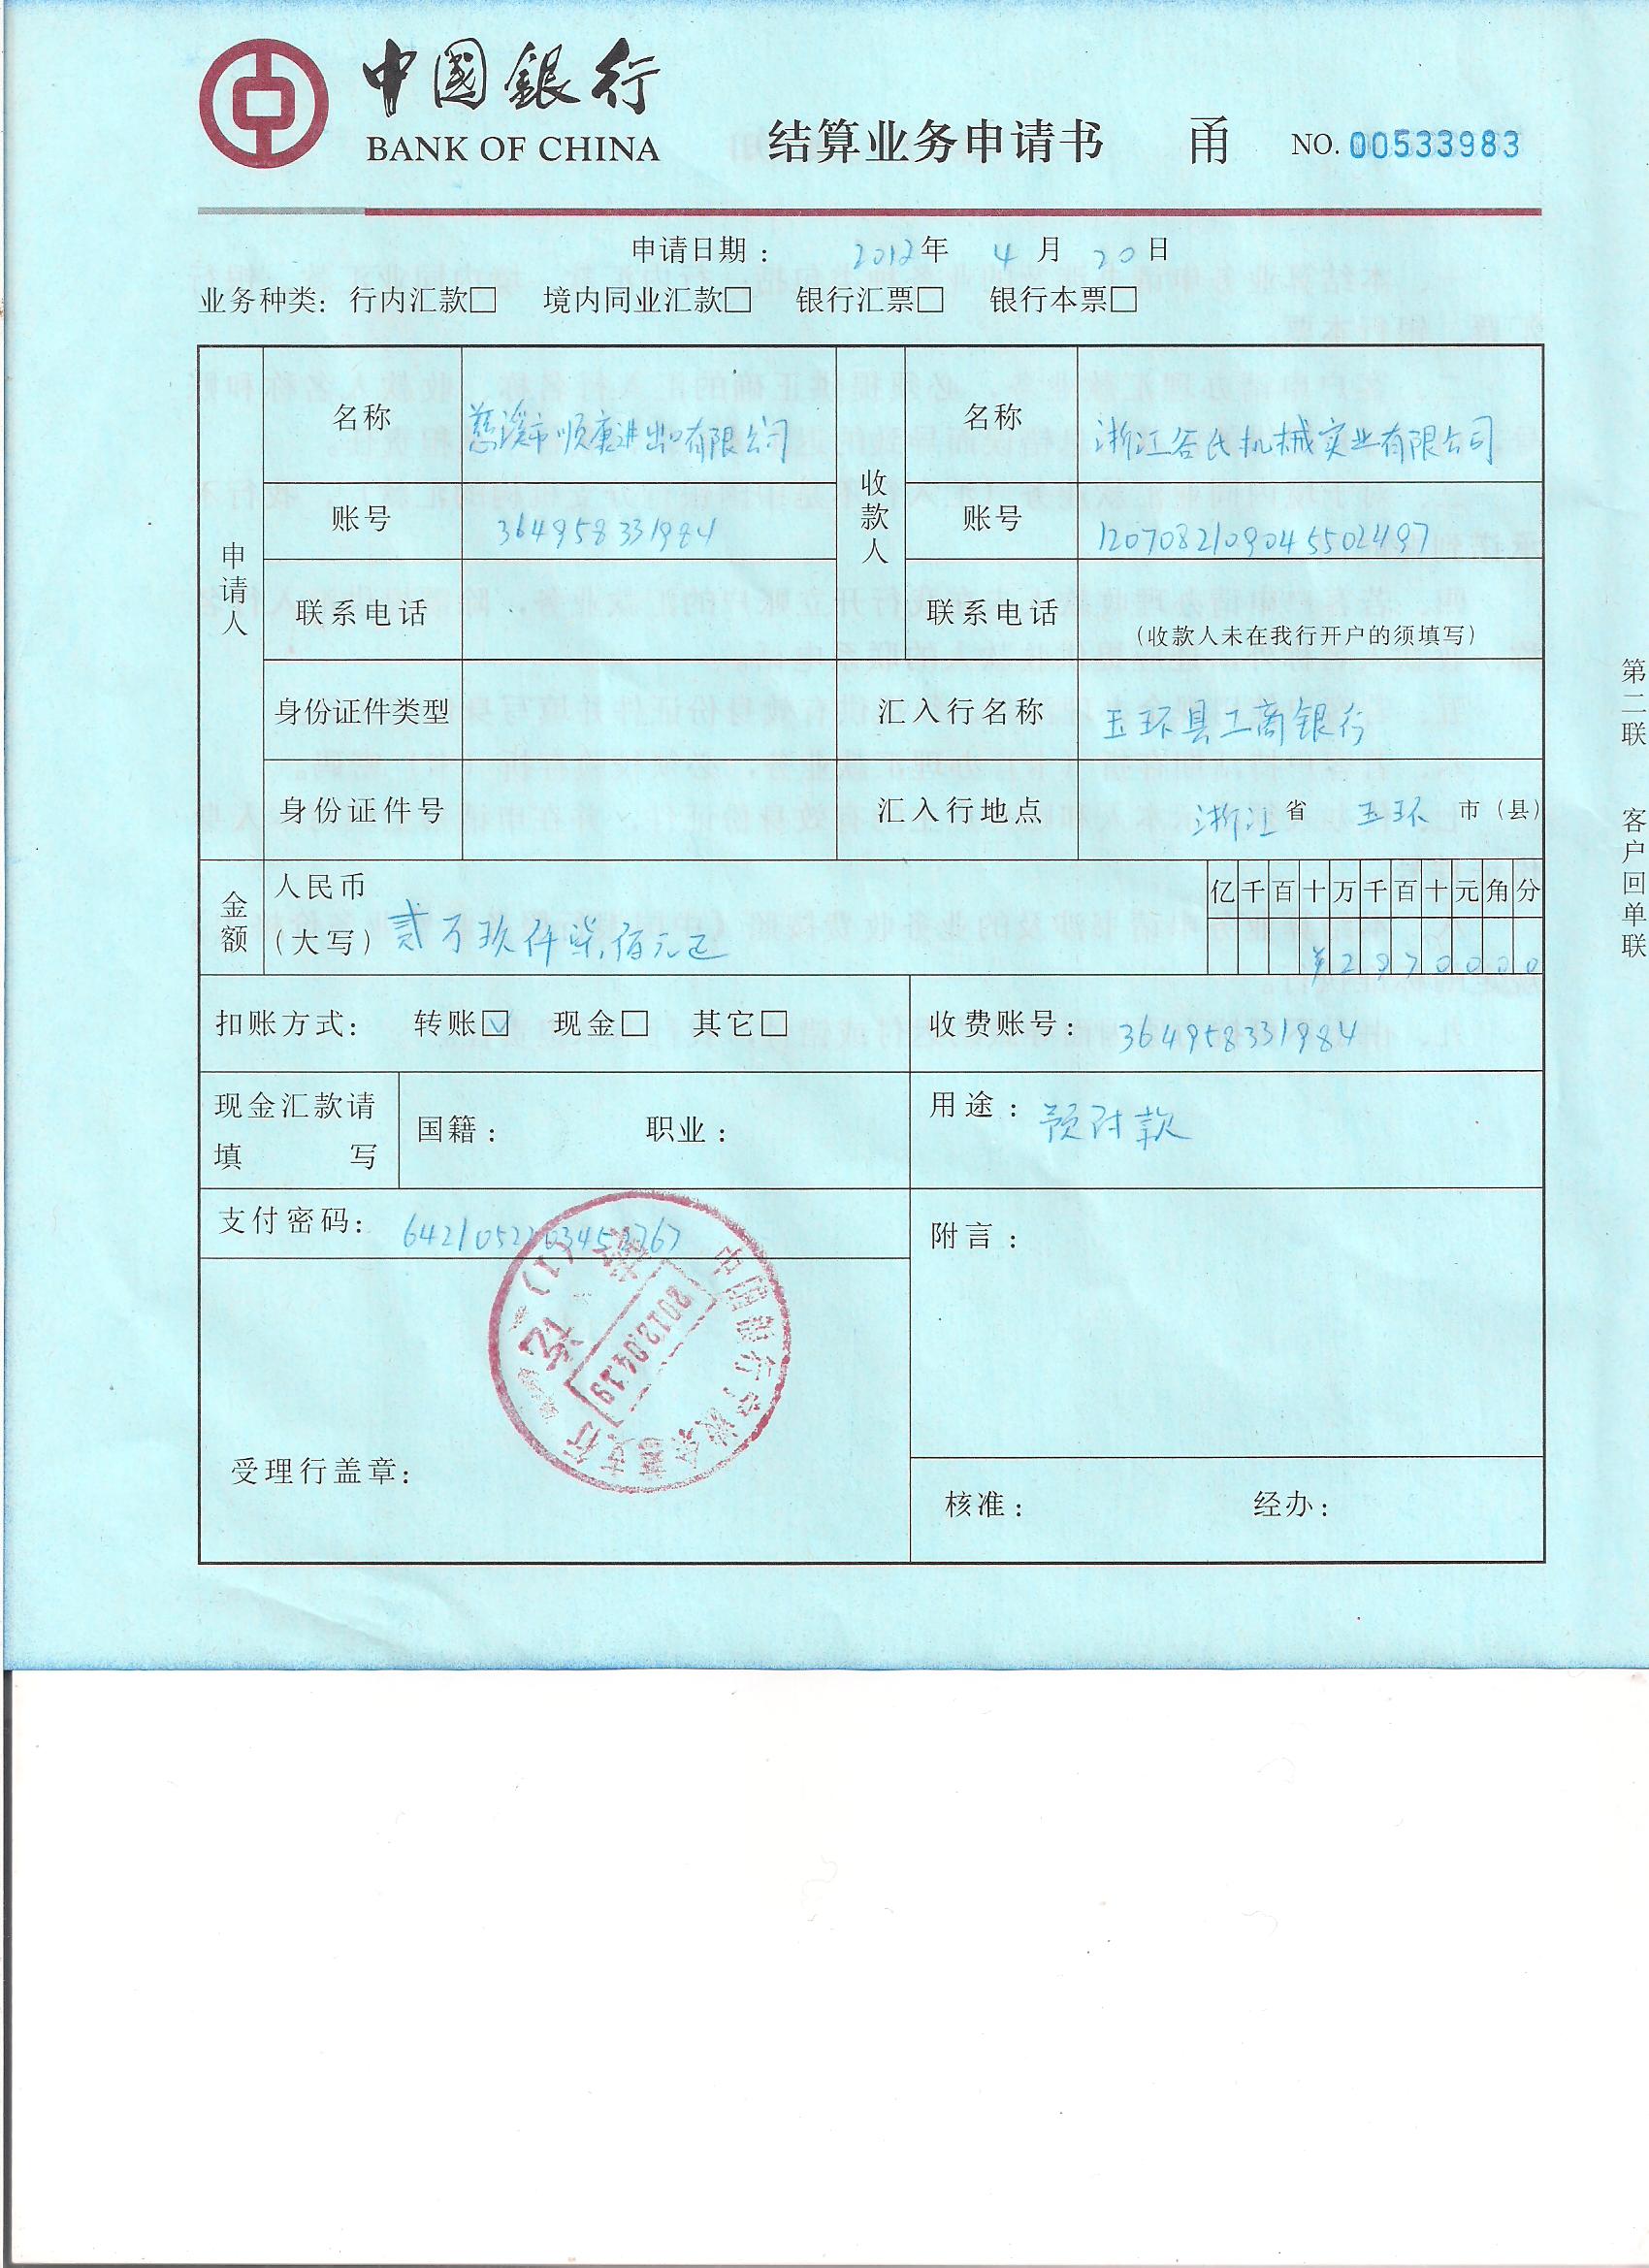 中國銀行
BANK OF CHINA
结算业务申请书 甬 NO. 00533983
申请日期： 2012年 4月 20日
业务种类：行内汇款□ 境内同业汇款□ 银行汇票□ 银行本票□
申请人
名称 慈溪市顺康进出口有限公司
账号 364958331984
联系电话
身份证件类型
身份证件号
收款人
名称 浙江谷氏机械实业有限公司
账号 1207082109045502497
联系电话
（收款人未在我行开户的须填写）
汇入行名称 玉环县工商银行
汇入行地点 浙江省 玉环 市（县）
金额
人民币
（大写）贰万玖仟柒佰元正
亿千百十万千百十元角分
¥2970000
扣账方式： 转账☑ 现金□ 其它□
收费账号：364958331984
现金汇款请
填写
国籍： 职业：
用途：预付款
支付密码：
附言：
中国银行宁波余慈支行
2012.04.19
(1)
受理行盖章：
核准： 经办：
第二联 客户回单联